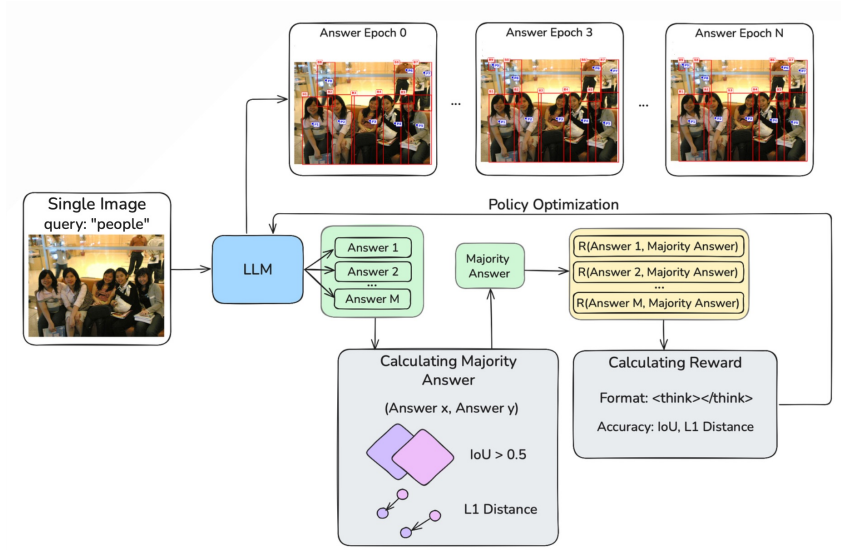 Answer Epoch 0
Answer Epoch 3
Answer Epoch N
...
...
Single Image
query: "people"
Policy Optimization
LLM
Answer 1
Answer 2
...
Answer M
Majority
Answer
R(Answer 1, Majority Answer)
R(Answer 2, Majority Answer)
...
R(Answer M, Majority Answer)
Calculating Majority
Answer
(Answer x, Answer y)
IoU > 0.5
L1 Distance
Calculating Reward
Format: <think></think>
Accuracy: IoU, L1 Distance